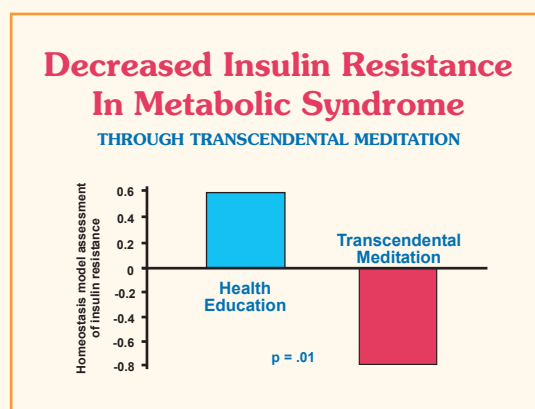 Decreased Insulin Resistance
In Metabolic Syndrome
THROUGH TRANSCENDENTAL MEDITATION
Homeostasis model assessment
of insulin resistance
0.6
0.4
0.2
0
-0.2
-0.4
-0.6
-0.8
Health
Education
Transcendental
Meditation
p = .01